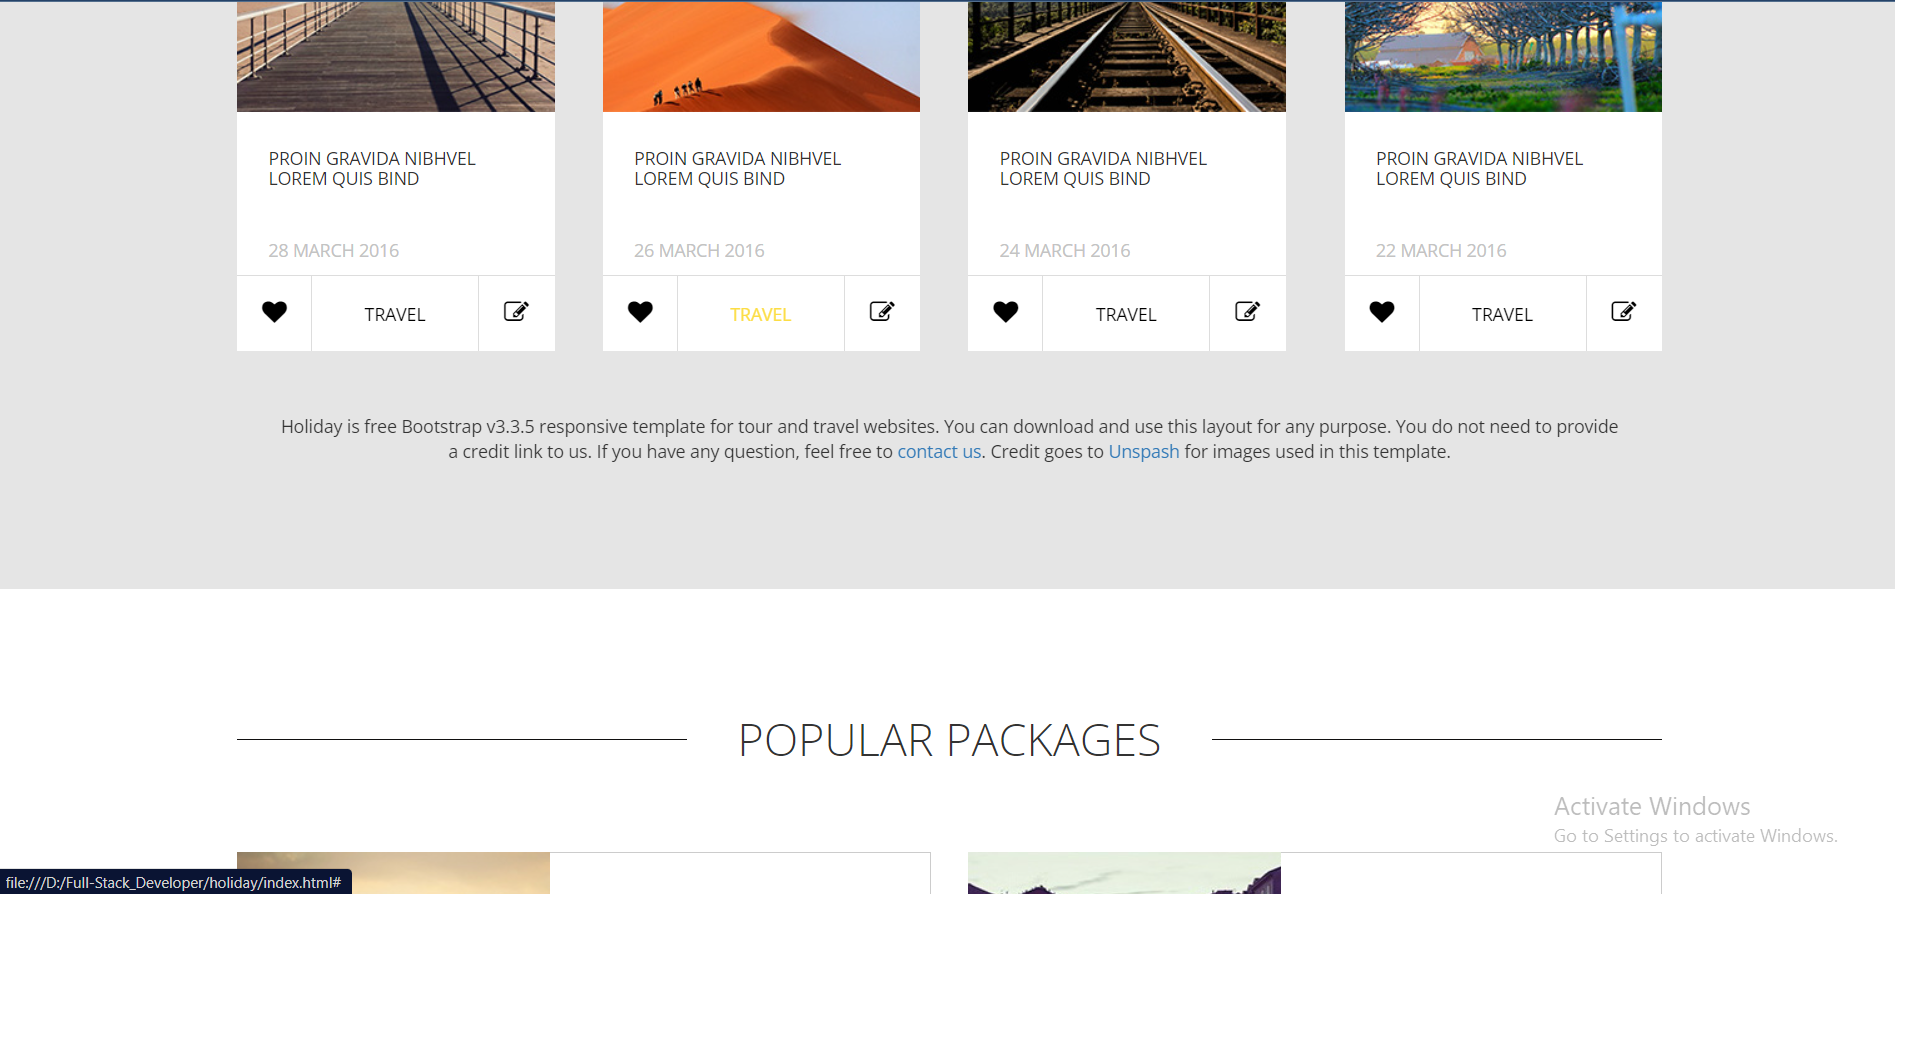 PROIN GRAVIDA NIBHVEL
LOREM QUIS BIND
28 MARCH 2016
TRAVEL
PROIN GRAVIDA NIBHVEL
LOREM QUIS BIND
26 MARCH 2016
TRAVEL
PROIN GRAVIDA NIBHVEL
LOREM QUIS BIND
24 MARCH 2016
TRAVEL
PROIN GRAVIDA NIBHVEL
LOREM QUIS BIND
22 MARCH 2016
TRAVEL
Holiday is free Bootstrap v3.3.5 responsive template for tour and travel websites. You can download and use this layout for any purpose. You do not need to provide
a credit link to us. If you have any question, feel free to contact us. Credit goes to Unspash for images used in this template.
POPULAR PACKAGES
Activate Windows
Go to Settings to activate Windows.
file:///D:/Full-Stack_Developer/holiday/index.html#